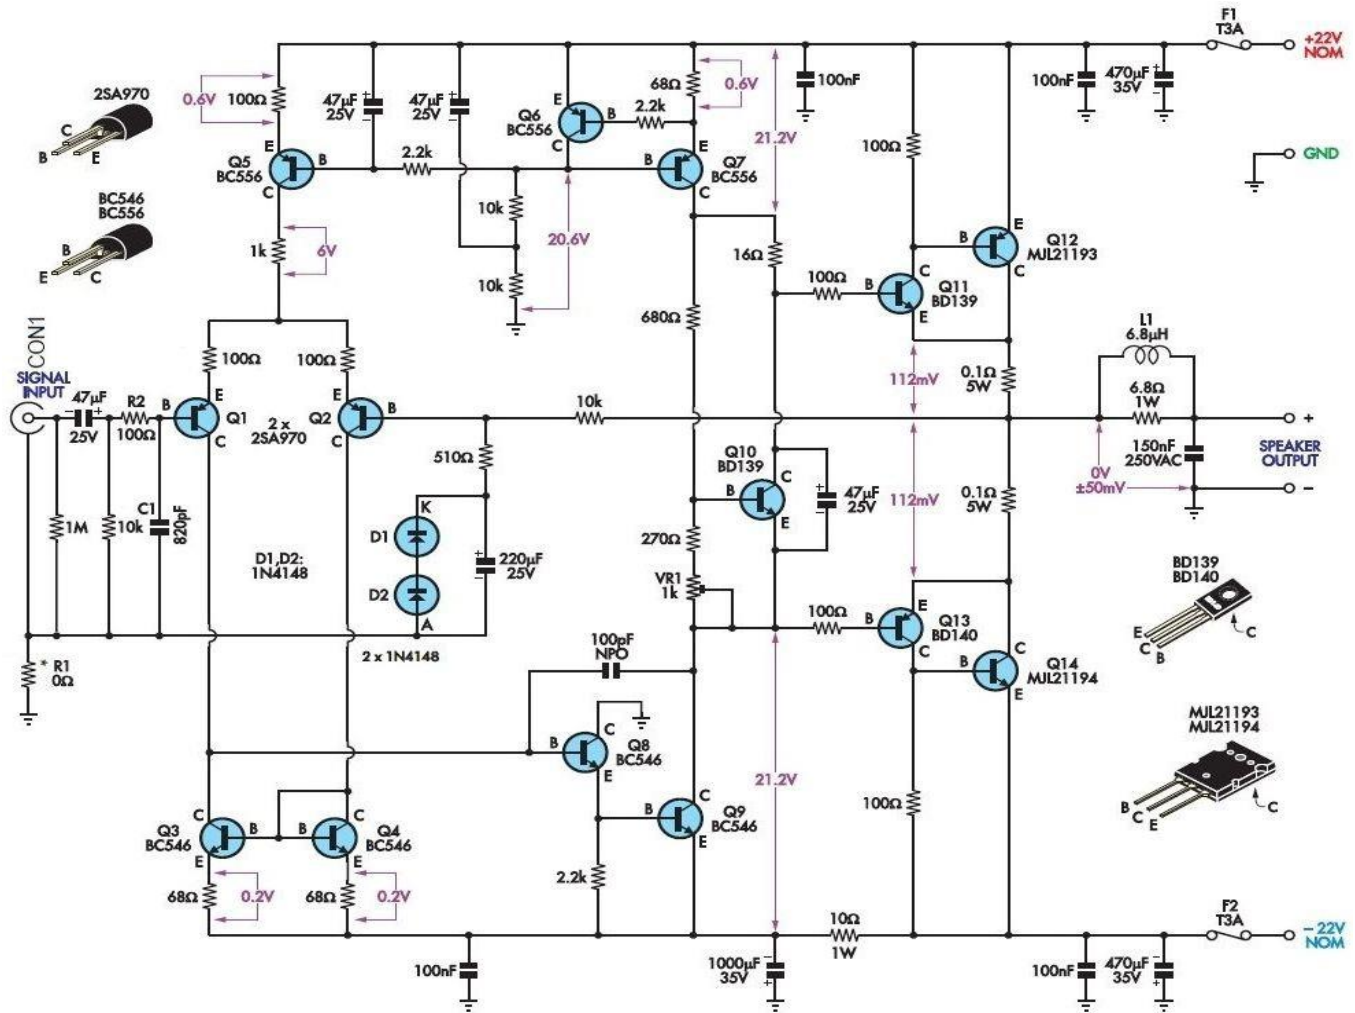 F1
T3A
+22V
NOM
2SA970
C
B
E
0.6V
100Ω
47µF
25V
47µF
25V
Q6
BC556
E
B
C
2.2k
68Ω
0.6V
21.2V
100nF
100nF
470µF
35V
GND
Q5
BC556
E
B
C
2.2k
B
E
Q7
BC556
C
100Ω
BC546
BC556
B
E
C
1k
6V
10k
20.6V
10k
16Ω
100Ω
B
C
Q11
BD139
E
B
E
Q12
MJL21193
C
680Ω
CON1
SIGNAL
INPUT
47µF
25V
R2
100Ω
100Ω
100Ω
B
E
Q1
C
2 x
2SA970
E
Q2
B
C
10k
112mV
0.1Ω
5W
L1
6.8µH
6.8Ω
1W
+
SPEAKER
OUTPUT
–
150nF
250VAC
0V
±50mV
510Ω
Q10
BD139
C
B
E
47µF
25V
112mV
0.1Ω
5W
1M
10k
C1
820pF
D1,D2:
1N4148
K
D1
D2
A
220µF
25V
2 x 1N4148
270Ω
VR1
1k
100Ω
B
E
Q13
BD140
C
B
C
Q14
MJL21194
E
BD139
BD140
E
C
B
C
* R1
0Ω
100pF
NPO
B
C
Q8
BC546
E
MJL21193
MJL21194
B
C
E
C
Q3
BC546
C
B
E
B
C
Q4
BC546
E
68Ω
0.2V
68Ω
0.2V
2.2k
B
C
Q9
BC546
E
21.2V
100Ω
10Ω
1W
F2
T3A
– 22V
NOM
100nF
1000µF
35V
100nF
470µF
35V